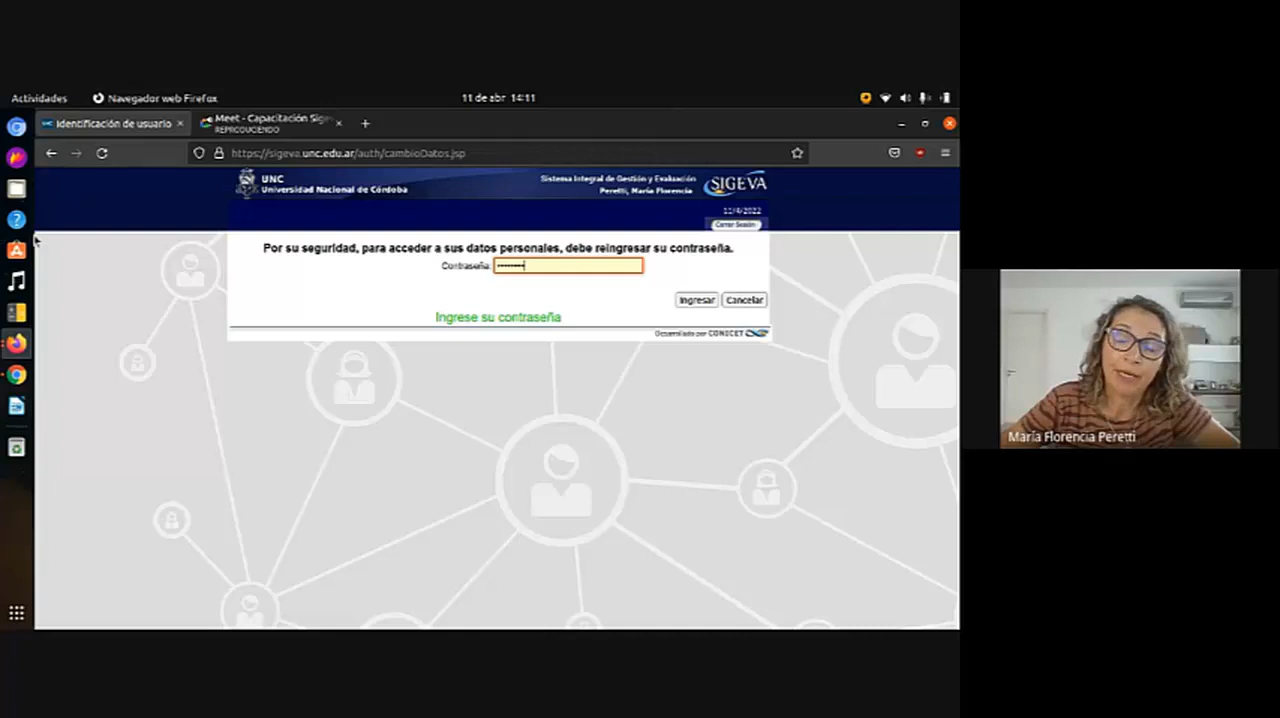 Actividades
Navegador web Firefox
11 de abr 14:11
Identificación de usuario
Meet - Capacitación Sige
REPRODUCIENDO
https://sigeva.unc.edu.ar/auth/cambioDatos.jsp
UNC
Universidad Nacional de Córdoba
Sistema Integral de Gestión y Evaluación
Peretti, María Florencia
SIGEVA
11/4/2022
Cerrar Sesión
Por su seguridad, para acceder a sus datos personales, debe reingresar su contraseña.
Contraseña:
Ingresar
Cancelar
Ingrese su contraseña
Desarrollado por CONICET
María Florencia Peretti